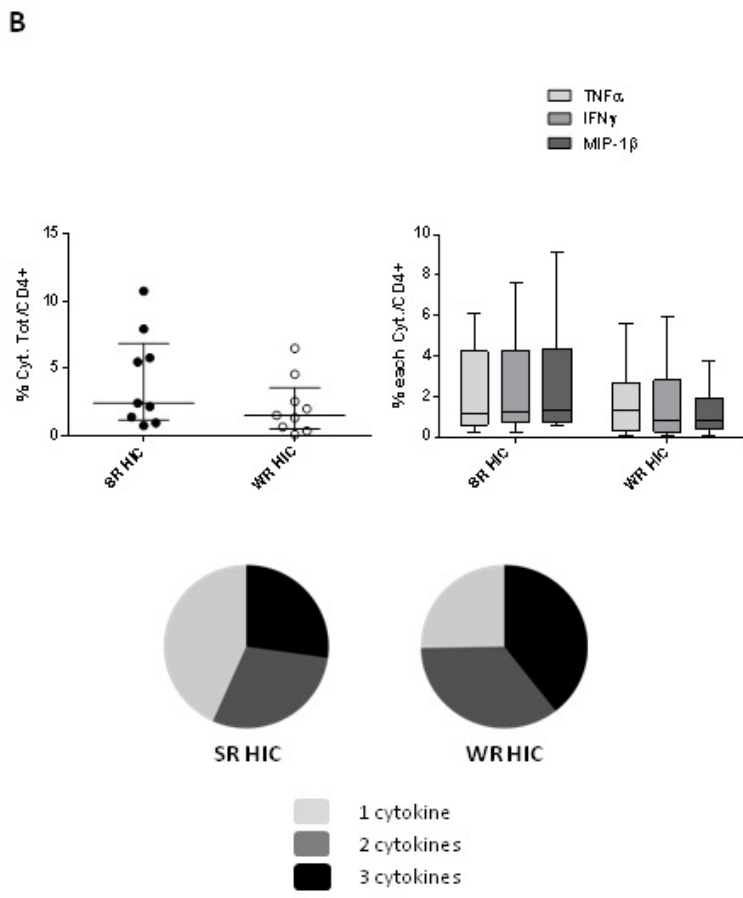 B
TNFα
IFNγ
MIP-1β
% Cyt. Tot/CD4+
15
10
5
0
SR HIC
WR HIC
% each Cyt./CD4+
10
8
6
4
2
0
SR HIC
WR HIC
SR HIC
WR HIC
1 cytokine
2 cytokines
3 cytokines